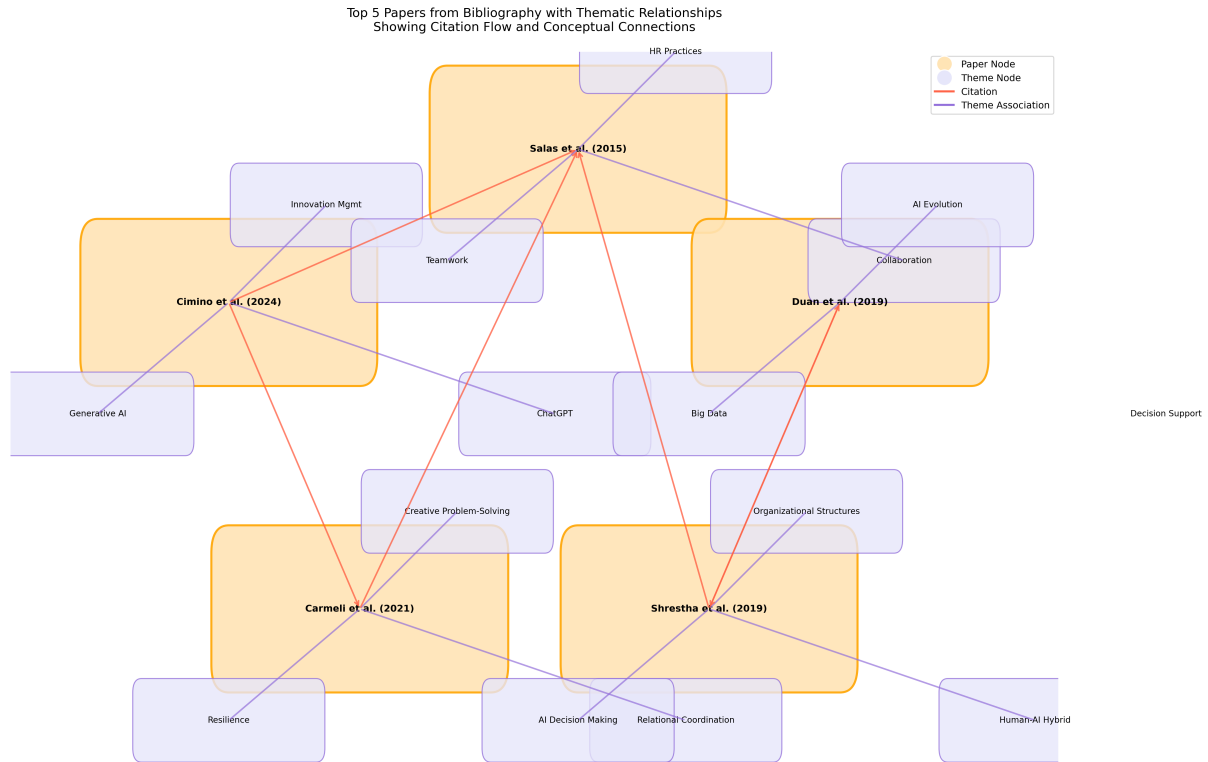 Top 5 Papers from Bibliography with Thematic Relationships
Showing Citation Flow and Conceptual Connections
HR Practices
Paper Node
Theme Node
Citation
Theme Association
Salas et al. (2015)
Innovation Mgmt
AI Evolution
Teamwork
Collaboration
Cimino et al. (2024)
Duan et al. (2019)
Generative AI
ChatGPT
Big Data
Decision Support
Creative Problem-Solving
Organizational Structures
Carmeli et al. (2021)
Shrestha et al. (2019)
Resilience
AI Decision Making
Relational Coordination
Human-AI Hybrid